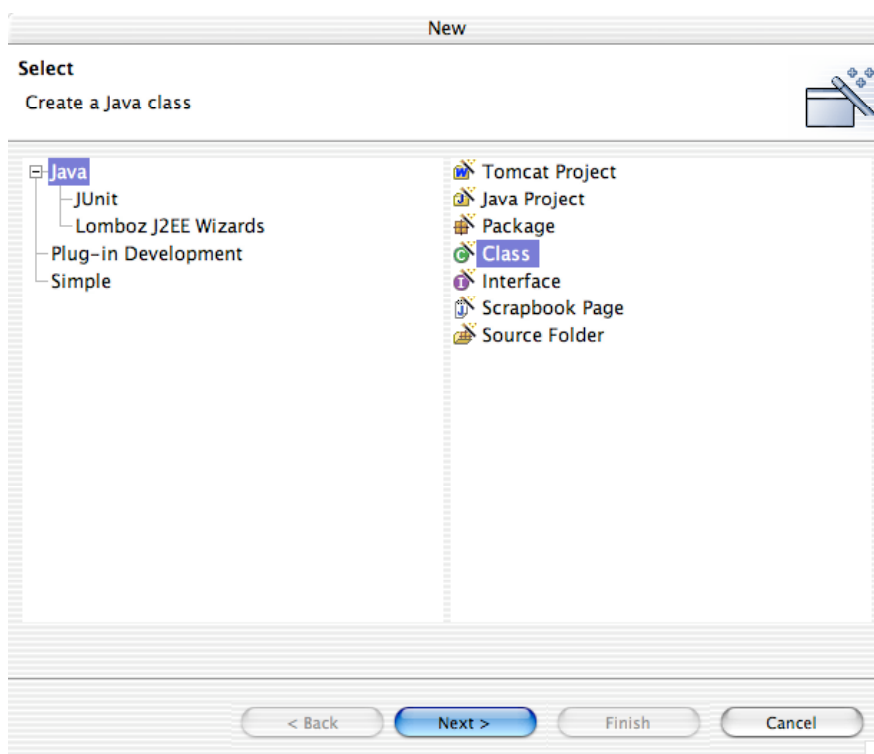 New
Select
Create a Java class
Java
JUnit
Lomboz J2EE Wizards
Plug-in Development
Simple
Tomcat Project
Java Project
Package
Class
Interface
Scrapbook Page
Source Folder
< Back
Next >
Finish
Cancel